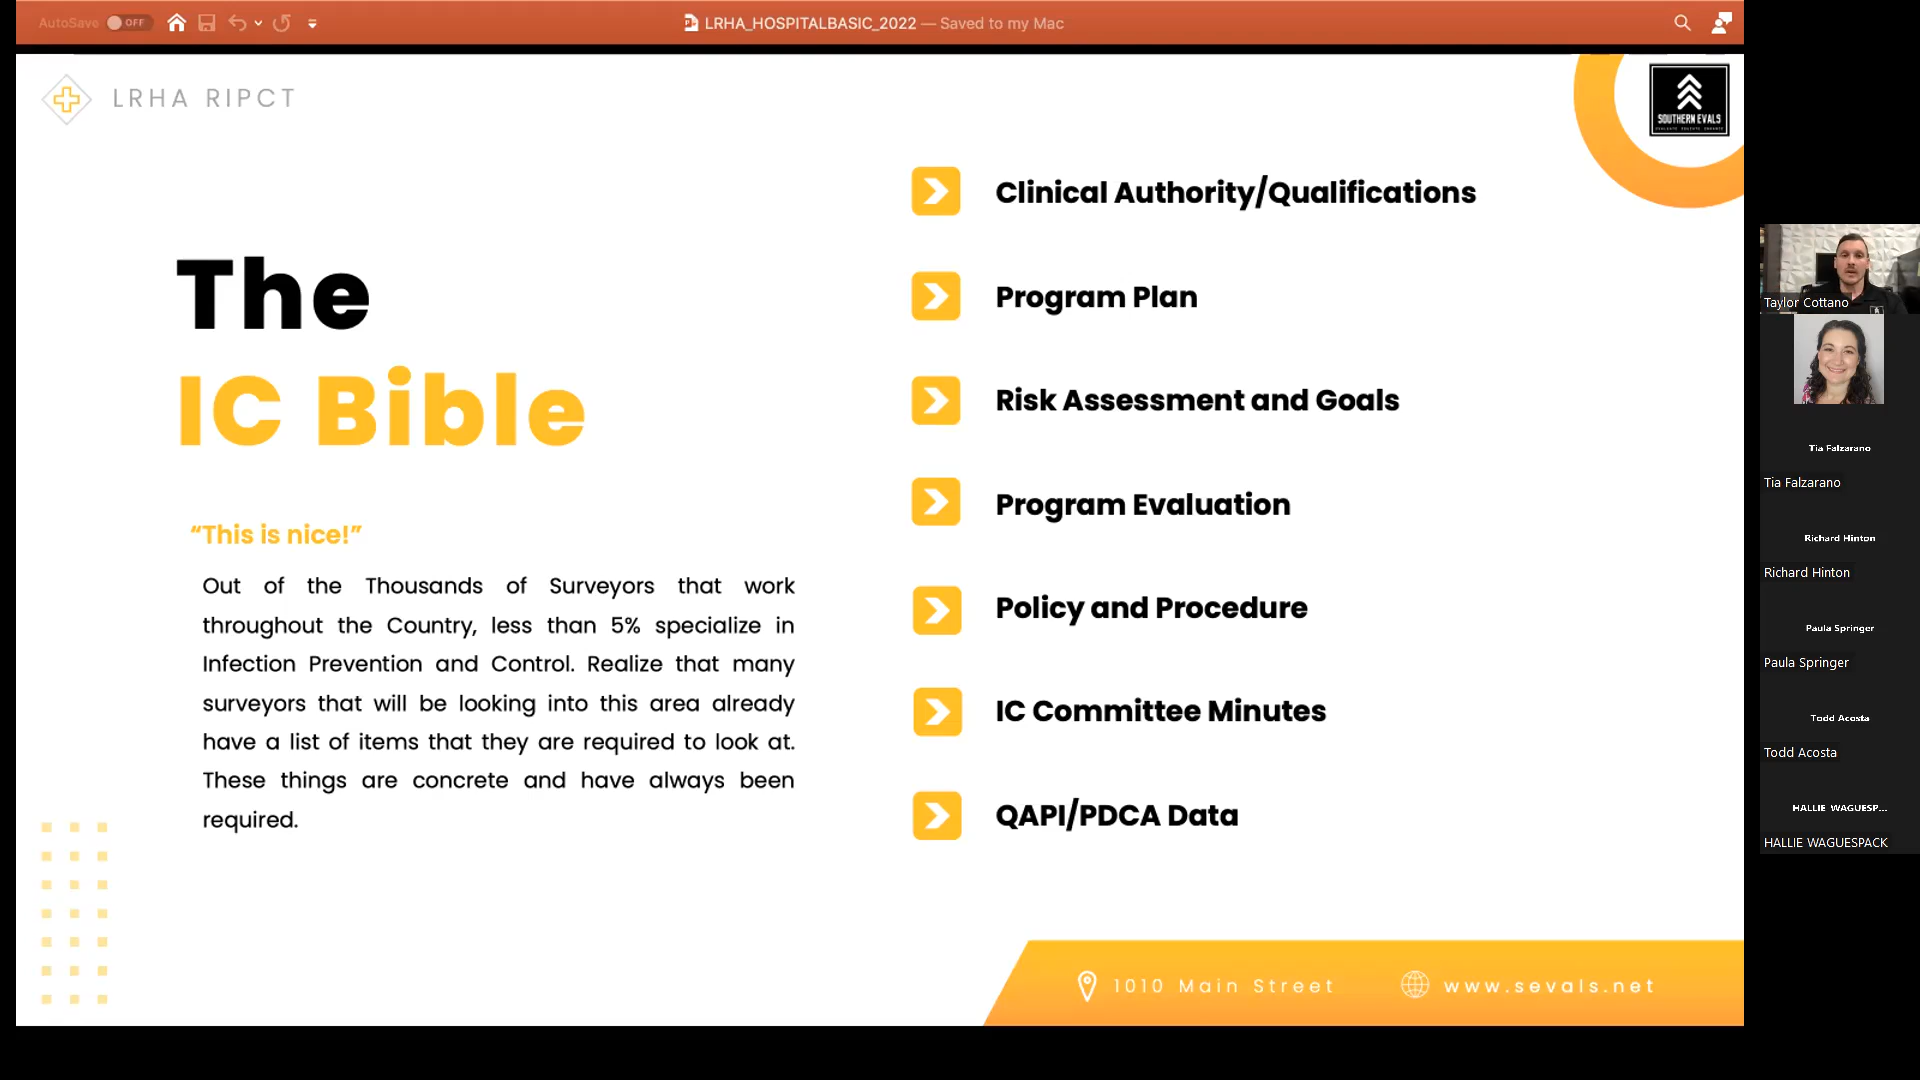 AutoSave OFF
LRHA_HOSPITALBASIC_2022 — Saved to my Mac
LRHA RIPCT
SOUTHERN EVALS
The
IC Bible
“This is nice!”
Out of the Thousands of Surveyors that work
throughout the Country, less than 5% specialize in
Infection Prevention and Control. Realize that many
surveyors that will be looking into this area already
have a list of items that they are required to look at.
These things are concrete and have always been
required.
Clinical Authority/Qualifications
Program Plan
Risk Assessment and Goals
Program Evaluation
Policy and Procedure
IC Committee Minutes
QAPI/PDCA Data
1010 Main Street
www.sevals.net
Taylor Cottano
Tia Falzarano
Tia Falzarano
Richard Hinton
Richard Hinton
Paula Springer
Paula Springer
Todd Acosta
Todd Acosta
HALLIE WAGUESP...
HALLIE WAGUESPACK